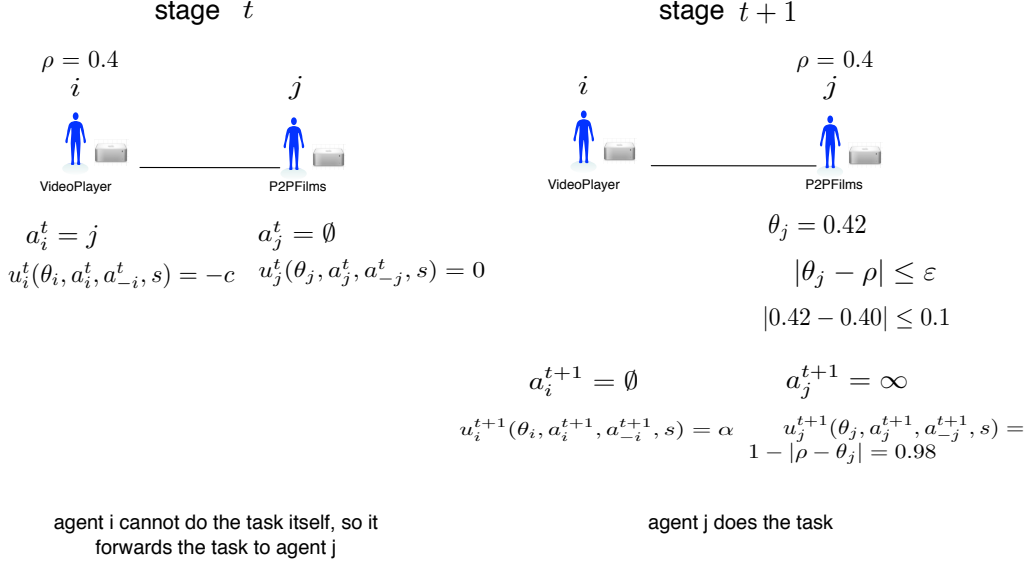 stage t
ρ = 0.4
i
j
VideoPlayer
P2PFilms
a_i^t = j
a_j^t = ∅
u_i^t(θ_i, a_i^t, a_{-i}^t, s) = −c
u_j^t(θ_j, a_j^t, a_{-j}^t, s) = 0
agent i cannot do the task itself, so it
forwards the task to agent j
stage t + 1
ρ = 0.4
i
j
VideoPlayer
P2PFilms
θ_j = 0.42
|θ_j − ρ| ≤ ε
|0.42 − 0.40| ≤ 0.1
a_i^{t+1} = ∅
a_j^{t+1} = ∞
u_i^{t+1}(θ_i, a_i^{t+1}, a_{-i}^{t+1}, s) = α
u_j^{t+1}(θ_j, a_j^{t+1}, a_{-j}^{t+1}, s) =
1 − |ρ − θ_j| = 0.98
agent j does the task